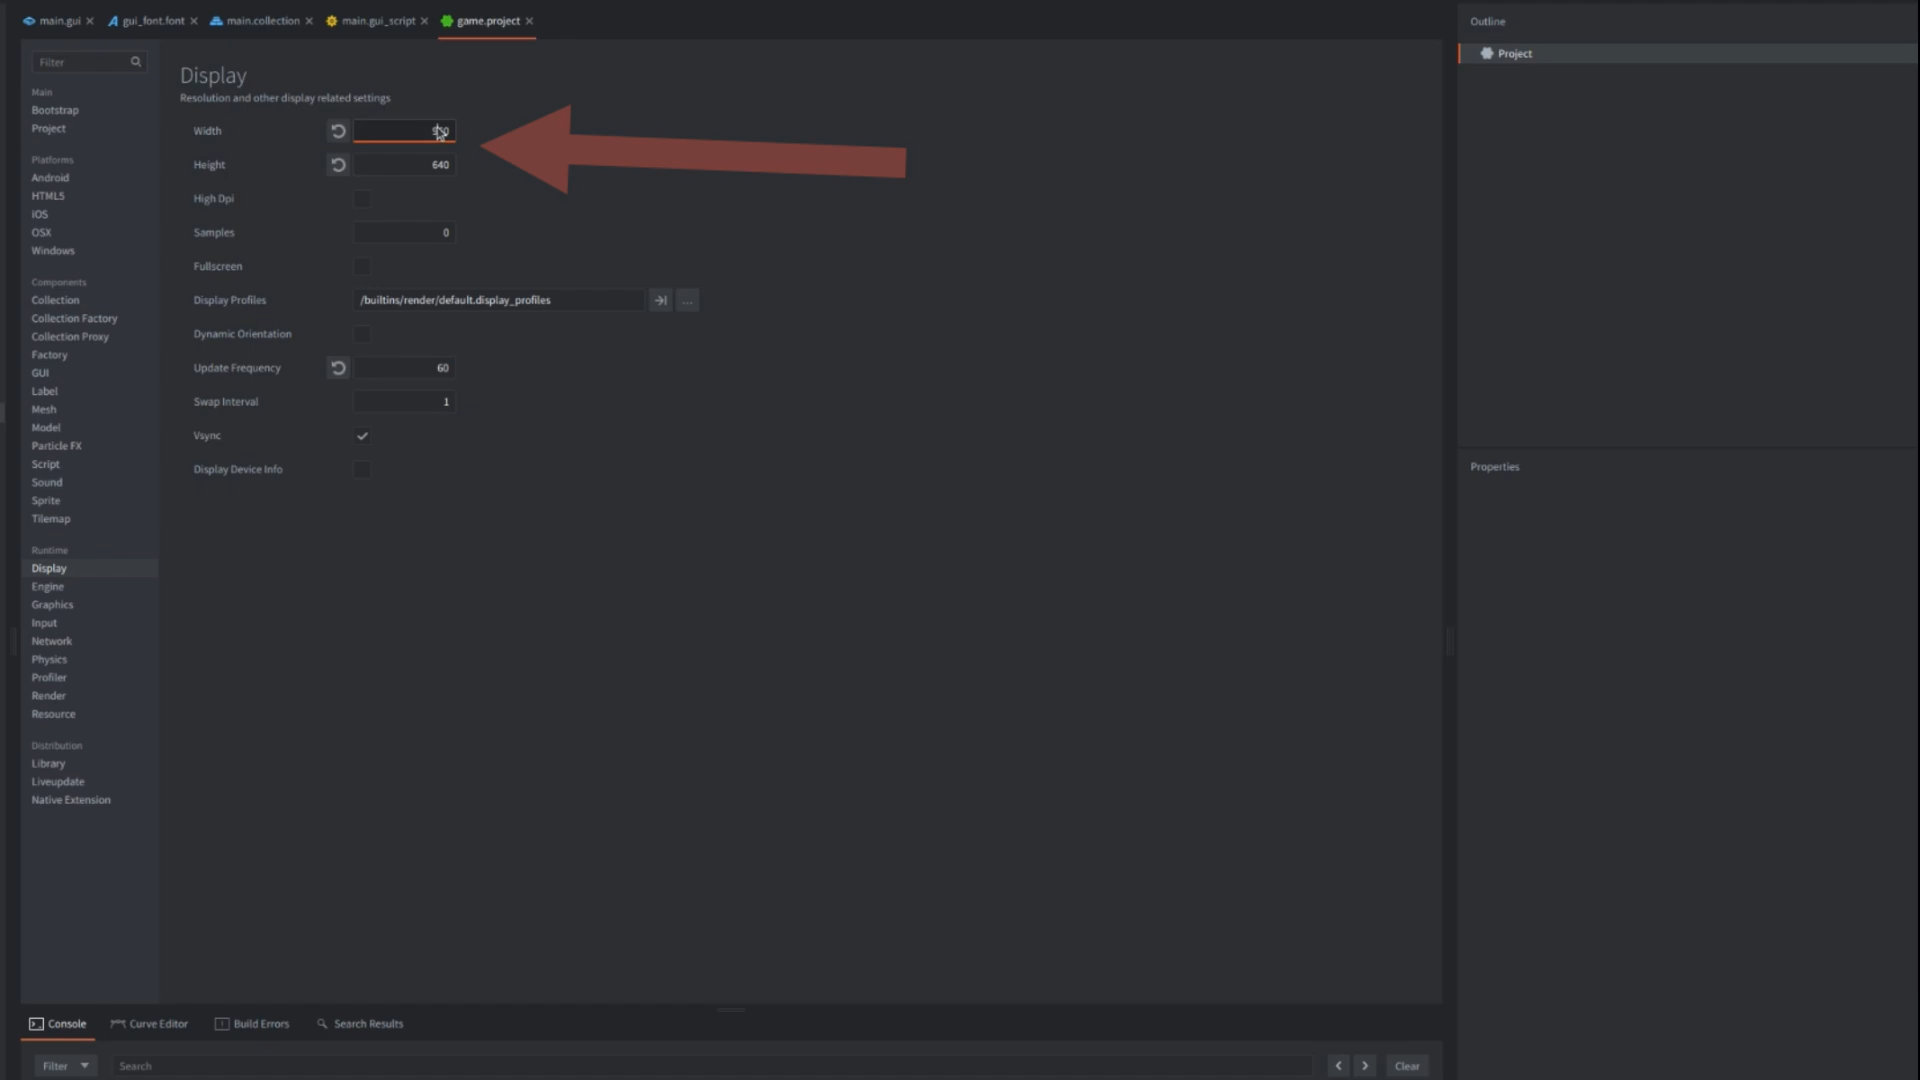 main.gui
gui_font.font
main.collection
main.gui_script
game.project
Filter
Main
Bootstrap
Project
Platforms
Android
HTML5
iOS
OSX
Windows
Components
Collection
Collection Factory
Collection Proxy
Factory
GUI
Label
Mesh
Model
Particle FX
Script
Sound
Sprite
Tilemap
Runtime
Display
Engine
Graphics
Input
Network
Physics
Profiler
Render
Resource
Distribution
Library
Liveupdate
Native Extension
Display
Resolution and other display related settings
Width
Height 640
High Dpi
Samples 0
Fullscreen
Display Profiles /builtins/render/default.display_profiles ...
Dynamic Orientation
Update Frequency 60
Swap Interval 1
Vsync
Display Device Info
Outline
Project
Properties
Console
Curve Editor
Build Errors
Search Results
Filter
Search
Clear